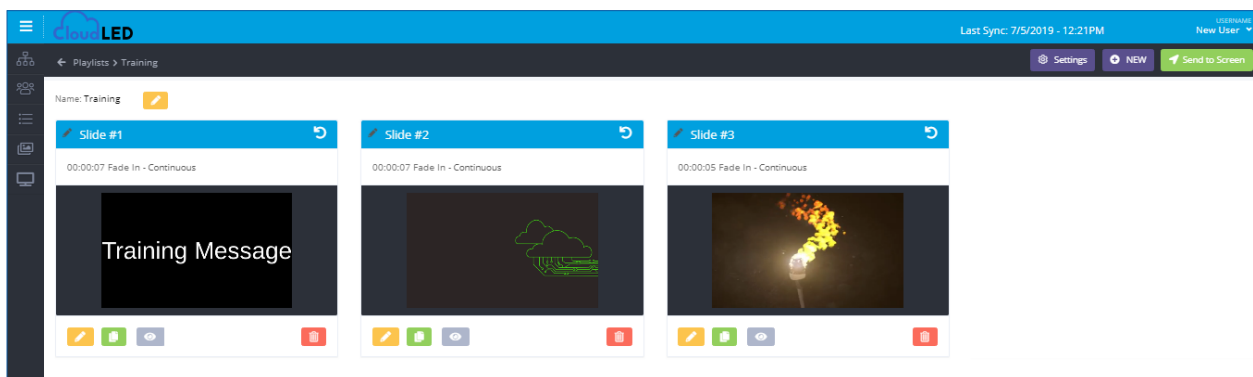 CloudLED
Last Sync: 7/5/2019 - 12:21PM
USERNAME
New User
Playlists > Training
Settings
NEW
Send to Screen
Name: Training
Slide #1
Slide #2
Slide #3
00:00:07 Fade In - Continuous
00:00:07 Fade In - Continuous
00:00:05 Fade In - Continuous
Training Message